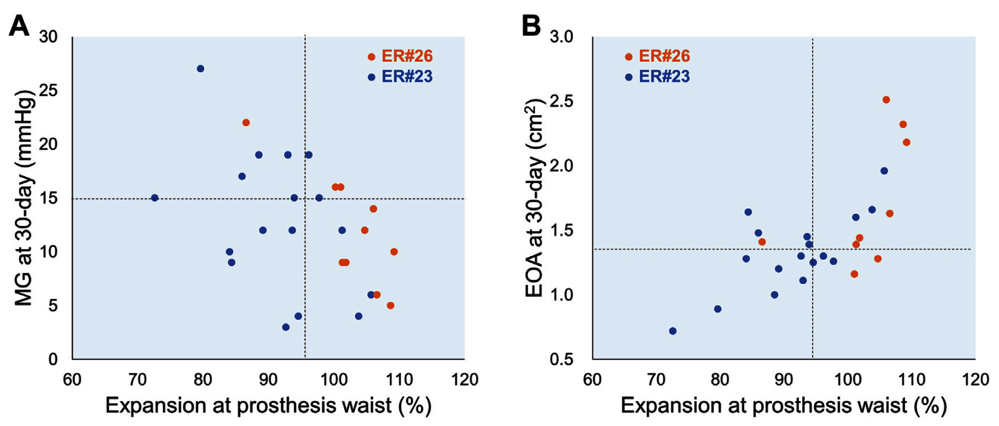 A
30
25
20
15
10
5
0
MG at 30-day (mmHg)
ER#26
ER#23
60 70 80 90 100 110 120
Expansion at prosthesis waist (%)
B
3.0
2.5
2.0
1.5
1.0
0.5
EOA at 30-day (cm²)
ER#26
ER#23
60 70 80 90 100 110 120
Expansion at prosthesis waist (%)